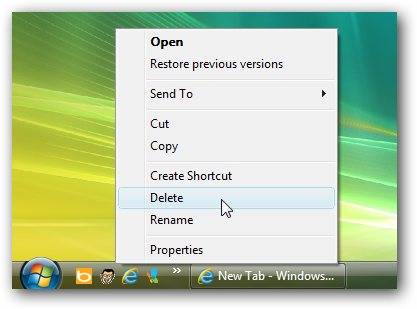 Open
Restore previous versions
Send To
Cut
Copy
Create Shortcut
Delete
Rename
Properties
New Tab - Windows...